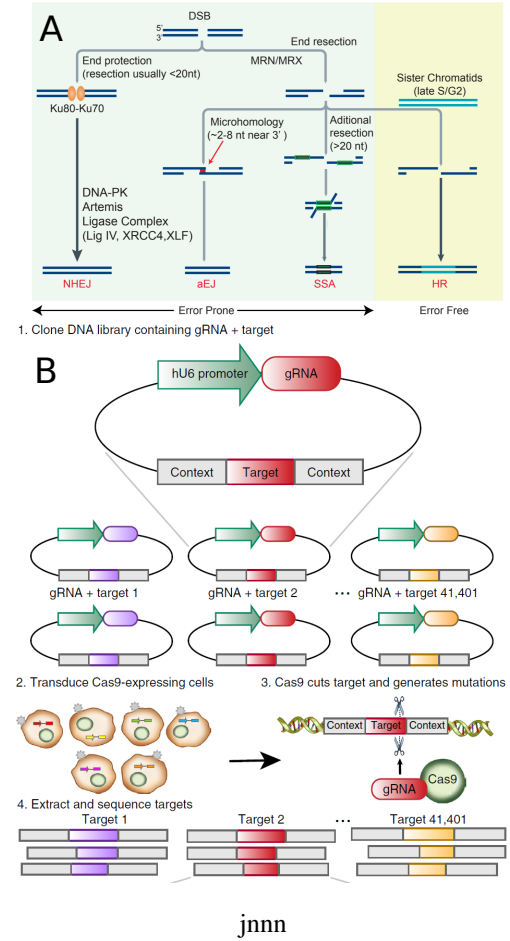 A
DSB
5'
3'
End resection
End protection
(resection usually <20nt)
MRN/MRX
Sister Chromatids
(late S/G2)
Ku80-Ku70
Microhomology
(~2-8 nt near 3' )
Aditional
resection
(>20 nt)
DNA-PK
Artemis
Ligase Complex
(Lig IV, XRCC4,XLF)
NHEJ
aEJ
SSA
HR
Error Prone
Error Free
1. Clone DNA library containing gRNA + target
B
hU6 promoter
gRNA
Context
Target
Context
gRNA + target 1
gRNA + target 2
... gRNA + target 41,401
2. Transduce Cas9-expressing cells
3. Cas9 cuts target and generates mutations
Context
Target
Context
gRNA
Cas9
4. Extract and sequence targets
Target 1
Target 2
...
Target 41,401
jnnn